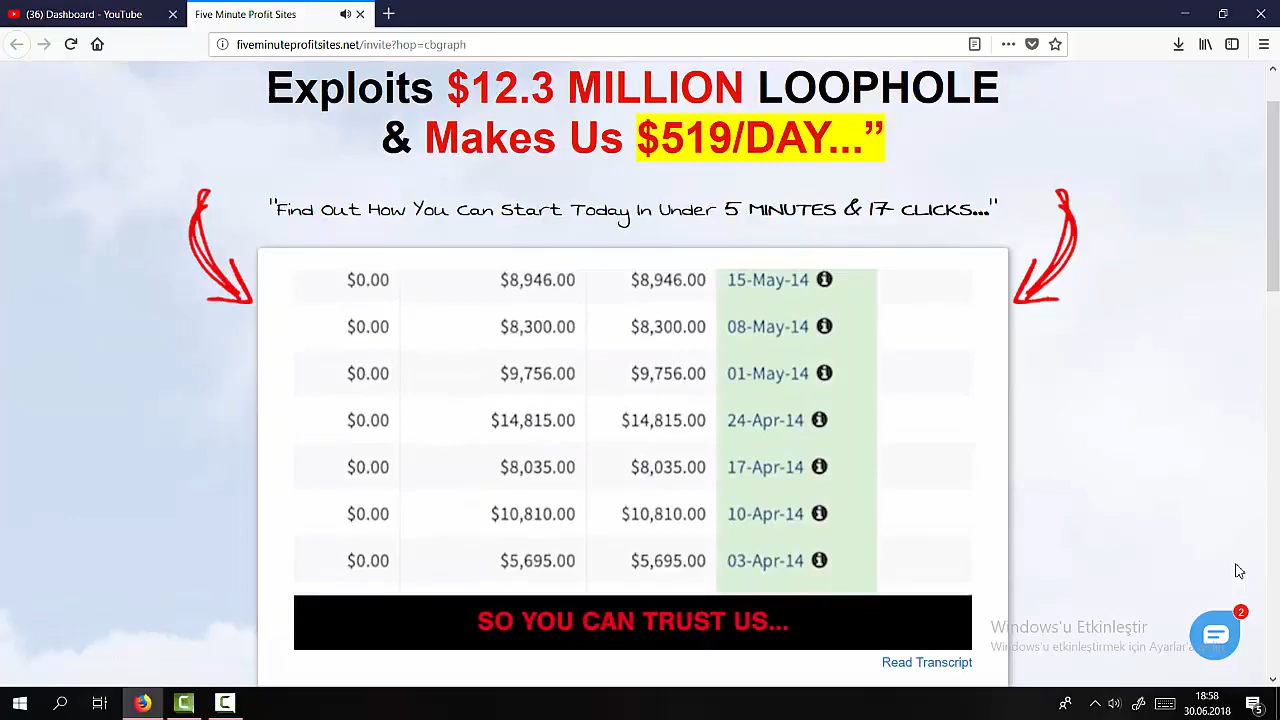 (36) Dashboard - YouTube
Five Minute Profit Sites
fiveminuteprofitsites.net/invite?hop=cbgraph
Exploits $12.3 MILLION LOOPHOLE
& Makes Us $519/DAY...”
"Find Out How You Can Start Today In Under 5 MINUTES & 17 CLICKS..."
$0.00 $8,946.00 $8,946.00 15-May-14
$0.00 $8,300.00 $8,300.00 08-May-14
$0.00 $9,756.00 $9,756.00 01-May-14
$0.00 $14,815.00 $14,815.00 24-Apr-14
$0.00 $8,035.00 $8,035.00 17-Apr-14
$0.00 $10,810.00 $10,810.00 10-Apr-14
$0.00 $5,695.00 $5,695.00 03-Apr-14
SO YOU CAN TRUST US...
Read Transcript
2
Windows'u Etkinleştir
Windows'u etkinleştirmek için Ayarlar'a
18:58
30.06.2018
5